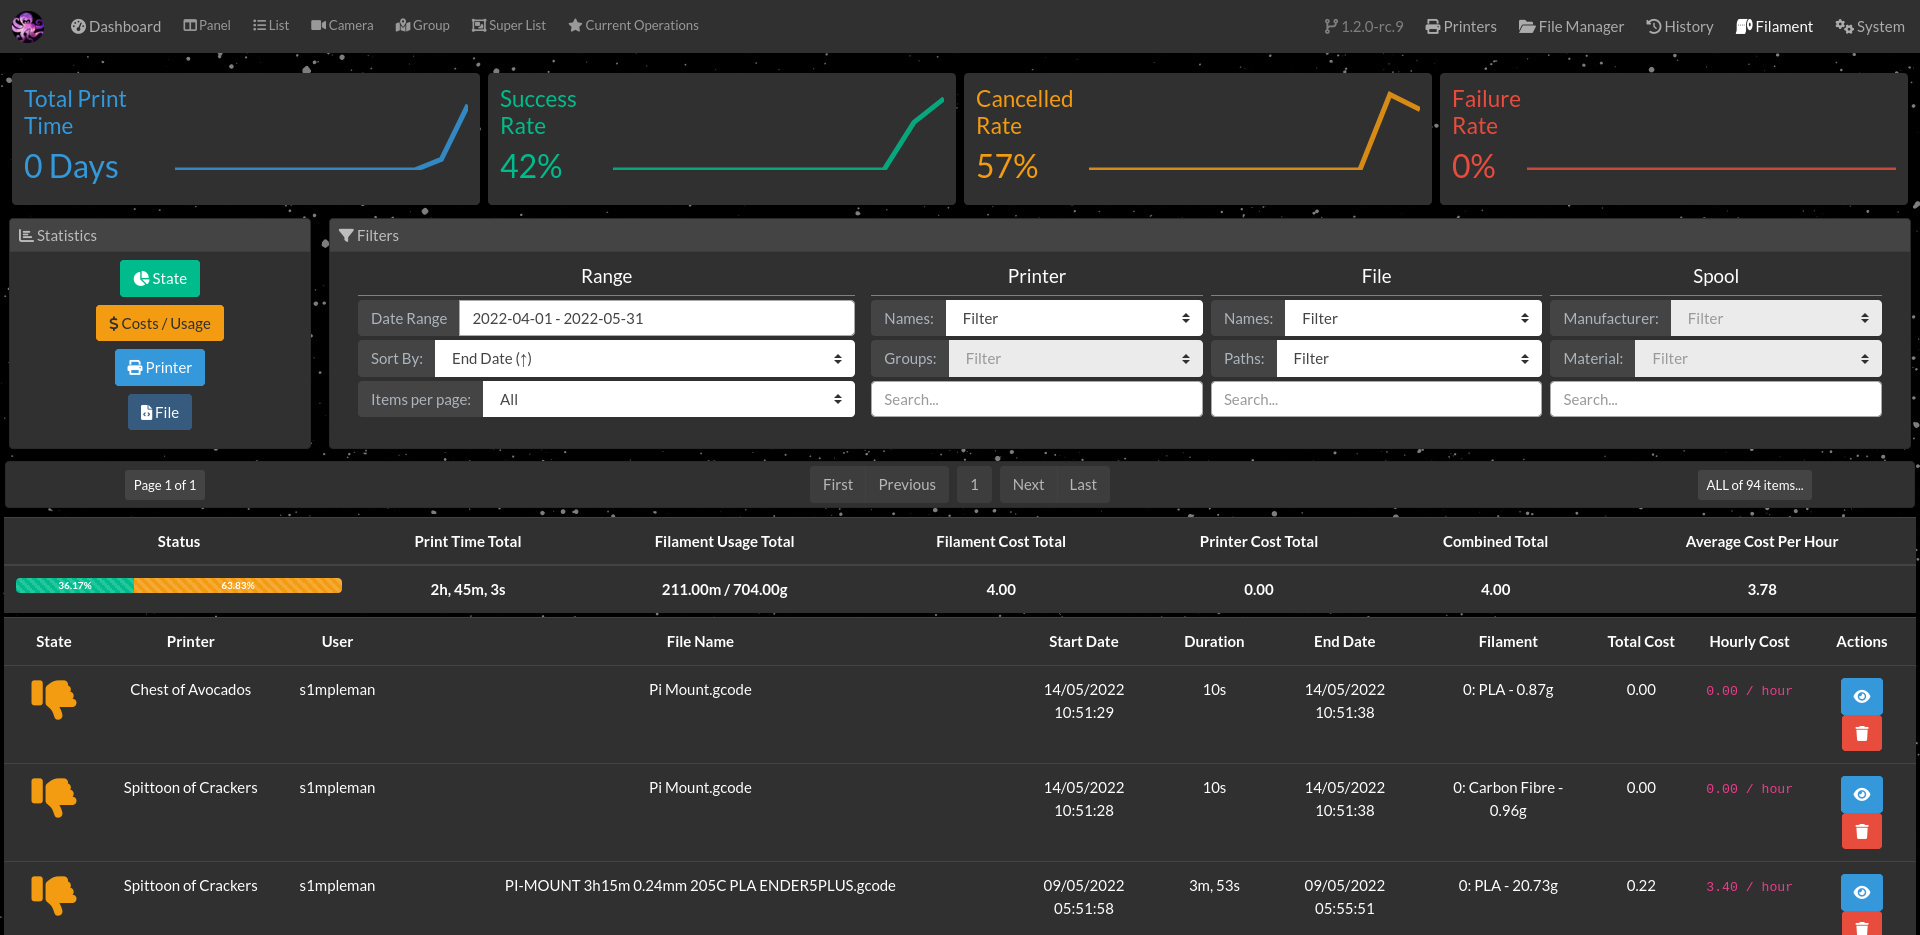 Dashboard Panel List Camera Group Super List Current Operations 1.2.0-rc.9 Printers File Manager History Filament System
Total Print
Time
0 Days
Success
Rate
42%
Cancelled
Rate
57%
Failure
Rate
0%
Statistics
State
Costs / Usage
Printer
File
Filters
Range
Date Range 2022-04-01 - 2022-05-31
Sort By: End Date (↑)
Items per page: All
Printer
Names: Filter
Groups: Filter
Search...
File
Names: Filter
Paths: Filter
Search...
Spool
Manufacturer: Filter
Material: Filter
Search...
Page 1 of 1 First Previous 1 Next Last ALL of 94 items...
Status Print Time Total Filament Usage Total Filament Cost Total Printer Cost Total Combined Total Average Cost Per Hour
36.17% 63.83% 2h, 45m, 3s 211.00m / 704.00g 4.00 0.00 4.00 3.78
State Printer User File Name Start Date Duration End Date Filament Total Cost Hourly Cost Actions
Chest of Avocados s1mpleman Pi Mount.gcode 14/05/2022 10s 14/05/2022 0: PLA - 0.87g 0.00 0.00 / hour
10:51:29 10:51:38
Spittoon of Crackers s1mpleman Pi Mount.gcode 14/05/2022 10s 14/05/2022 0: Carbon Fibre - 0.00 0.00 / hour
10:51:28 10:51:38 0.96g
Spittoon of Crackers s1mpleman PI-MOUNT 3h15m 0.24mm 205C PLA ENDER5PLUS.gcode 09/05/2022 3m, 53s 09/05/2022 0: PLA - 20.73g 0.22 3.40 / hour
05:51:58 05:55:51